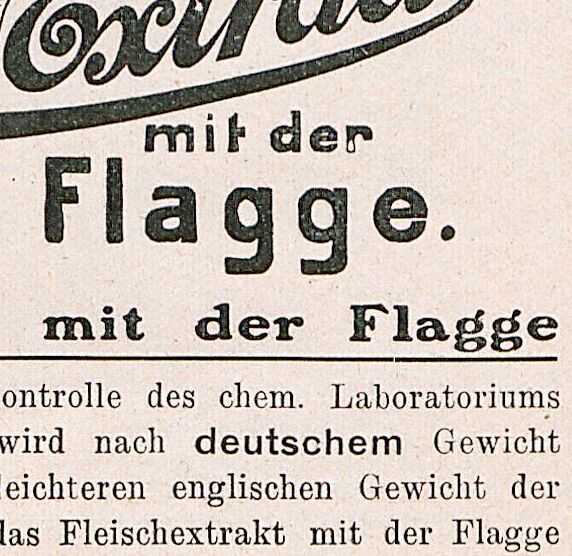 Extrakt
mit der
Flagge.
mit der Flagge
ontrolle des chem. Laboratoriums
wird nach deutschem Gewicht
leichteren englischen Gewicht der
das Fleischextrakt mit der Flagge